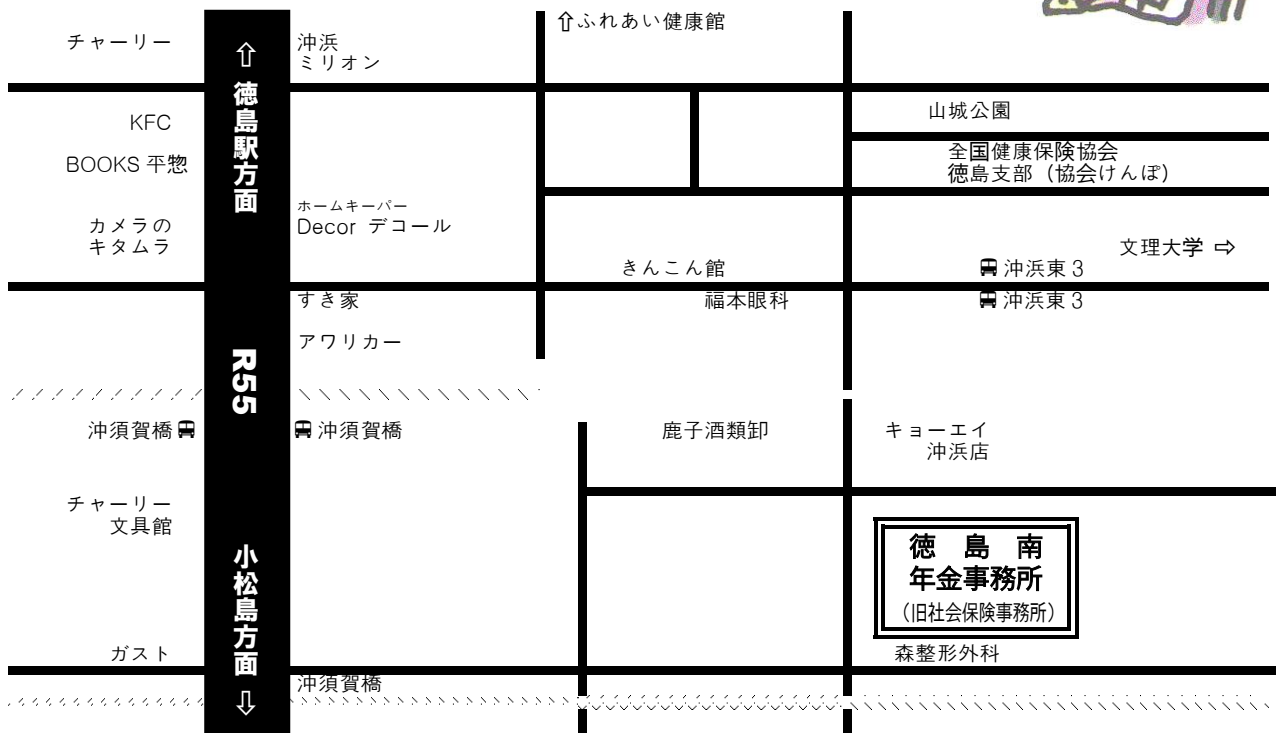 ⇧ふれあい健康館
チャーリー
⇧ 徳島駅方面
沖浜
ミリオン
KFC
BOOKS 平惣
カメラの
キタムラ
ホームキーパー
Decor デコール
山城公園
全国健康保険協会
徳島支部（協会けんぽ）
文理大学 ⇨
きんこん館
沖浜東3
すき家
福本眼科
沖浜東3
アワリカー
R55
沖須賀橋
沖須賀橋
鹿子酒類卸
キョーエイ
沖浜店
チャーリー
文具館
小松島方面 ⇩
徳島南
年金事務所
（旧社会保険事務所）
ガスト
森整形外科
沖須賀橋